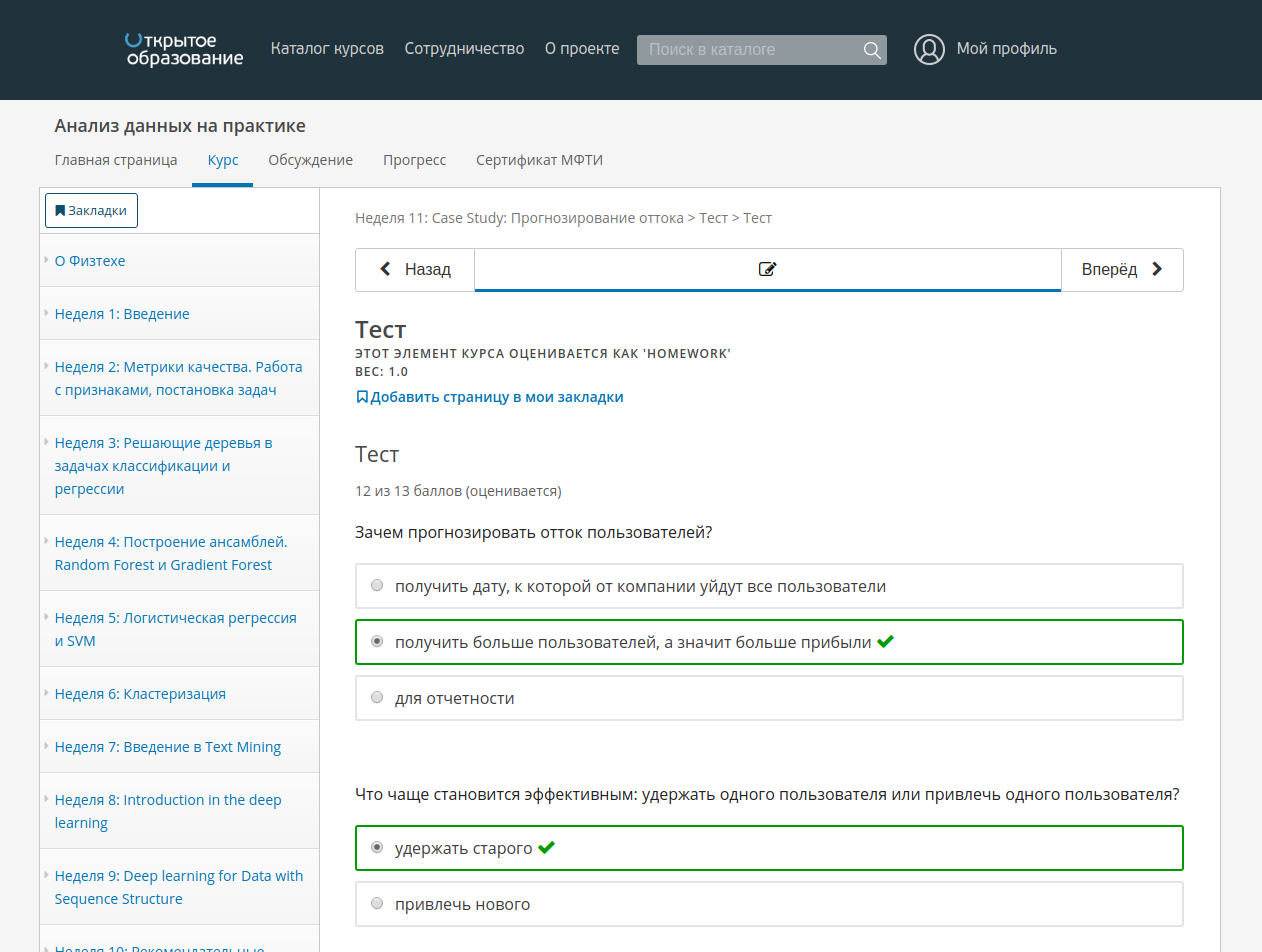 Открытое
образование
Каталог курсов
Сотрудничество
О проекте
Поиск в каталоге
Мой профиль
Анализ данных на практике
Главная страница
Курс
Обсуждение
Прогресс
Сертификат МФТИ
Закладки
О Физтехе
Неделя 1: Введение
Неделя 2: Метрики качества. Работа
с признаками, постановка задач
Неделя 3: Решающие деревья в
задачах классификации и
регрессии
Неделя 4: Построение ансамблей.
Random Forest и Gradient Forest
Неделя 5: Логистическая регрессия
и SVM
Неделя 6: Кластеризация
Неделя 7: Введение в Text Mining
Неделя 8: Introduction in the deep
learning
Неделя 9: Deep learning for Data with
Sequence Structure
Неделя 10: Рекомендательные
Неделя 11: Case Study: Прогнозирование оттока > Тест > Тест
Назад
Вперёд
Тест
ЭТОТ ЭЛЕМЕНТ КУРСА ОЦЕНИВАЕТСЯ КАК 'HOMEWORK'
ВЕС: 1.0
Добавить страницу в мои закладки
Тест
12 из 13 баллов (оценивается)
Зачем прогнозировать отток пользователей?
получить дату, к которой от компании уйдут все пользователи
получить больше пользователей, а значит больше прибыли
для отчетности
Что чаще становится эффективным: удержать одного пользователя или привлечь одного пользователя?
удержать старого
привлечь нового